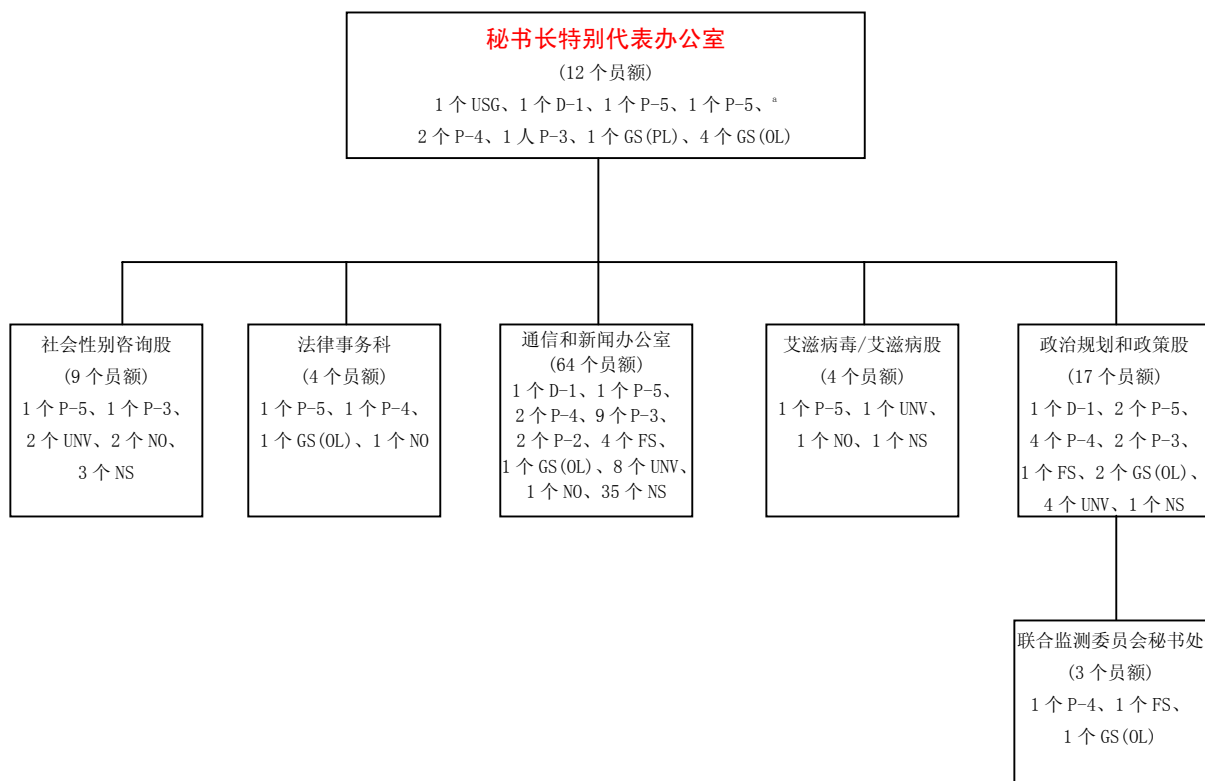 秘书长特别代表办公室
(12 个员额)
1 个 USG、1 个 D-1、1 个 P-5、1 个 P-5、ᵃ
2 个 P-4、1 人 P-3、1 个 GS(PL)、4 个 GS(OL)
社会性别咨询股
(9 个员额)
1 个 P-5、1 个 P-3、
2 个 UNV、2 个 NO、
3 个 NS
法律事务科
(4 个员额)
1 个 P-5、1 个 P-4、
1 个 GS(OL)、1 个 NO
通信和新闻办公室
(64 个员额)
1 个 D-1、1 个 P-5、
2 个 P-4、9 个 P-3、
2 个 P-2、4 个 FS、
1 个 GS(OL)、8 个 UNV、
1 个 NO、35 个 NS
艾滋病毒/艾滋病股
(4 个员额)
1 个 P-5、1 个 UNV、
1 个 NO、1 个 NS
政治规划和政策股
(17 个员额)
1 个 D-1、2 个 P-5、
4 个 P-4、2 个 P-3、
1 个 FS、2 个 GS(OL)、
4 个 UNV、1 个 NS
联合监测委员会秘书处
(3 个员额)
1 个 P-4、1 个 FS、
1 个 GS(OL)